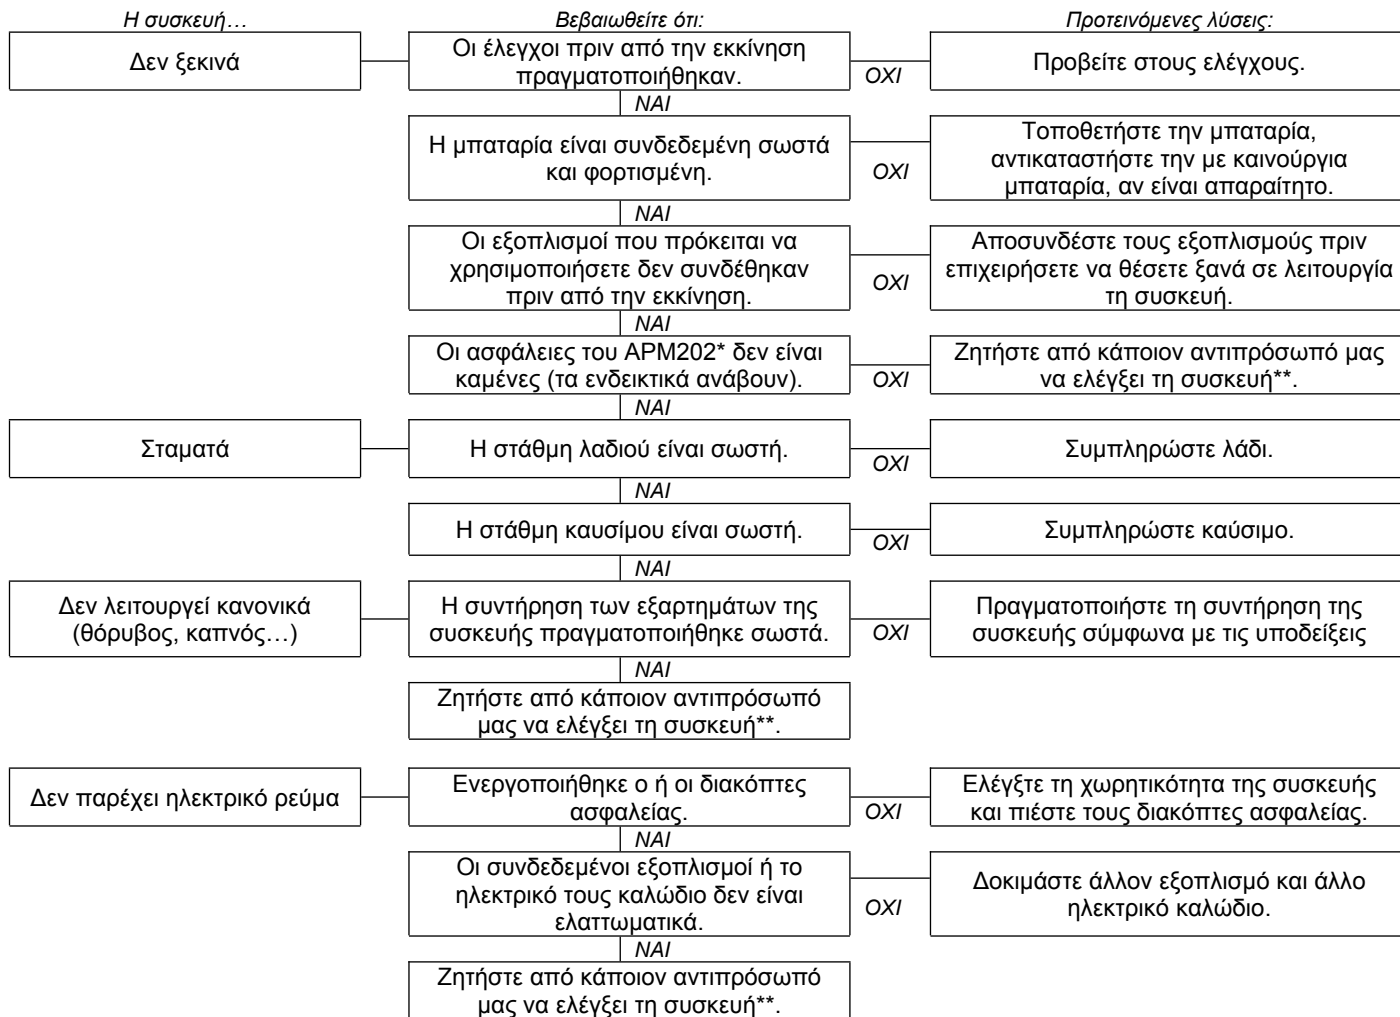 Η συσκευή…
Βεβαιωθείτε ότι:
Προτεινόμενες λύσεις:
Δεν ξεκινά
Οι έλεγχοι πριν από την εκκίνηση
πραγματοποιήθηκαν.
ΟΧΙ
Προβείτε στους ελέγχους.
ΝΑΙ
Η μπαταρία είναι συνδεδεμένη σωστά
και φορτισμένη.
ΟΧΙ
Τοποθετήστε την μπαταρία,
αντικαταστήστε την με καινούργια
μπαταρία, αν είναι απαραίτητο.
ΝΑΙ
Οι εξοπλισμοί που πρόκειται να
χρησιμοποιήσετε δεν συνδέθηκαν
πριν από την εκκίνηση.
ΟΧΙ
Αποσυνδέστε τους εξοπλισμούς πριν
επιχειρήσετε να θέσετε ξανά σε λειτουργία
τη συσκευή.
ΝΑΙ
Οι ασφάλειες του APM202* δεν είναι
καμένες (τα ενδεικτικά ανάβουν).
ΟΧΙ
Ζητήστε από κάποιον αντιπρόσωπό μας
να ελέγξει τη συσκευή**.
ΝΑΙ
Σταματά
Η στάθμη λαδιού είναι σωστή.
ΟΧΙ
Συμπληρώστε λάδι.
ΝΑΙ
Η στάθμη καυσίμου είναι σωστή.
ΟΧΙ
Συμπληρώστε καύσιμο.
ΝΑΙ
Δεν λειτουργεί κανονικά
(θόρυβος, καπνός…)
Η συντήρηση των εξαρτημάτων της
συσκευής πραγματοποιήθηκε σωστά.
ΟΧΙ
Πραγματοποιήστε τη συντήρηση της
συσκευής σύμφωνα με τις υποδείξεις
ΝΑΙ
Ζητήστε από κάποιον αντιπρόσωπό
μας να ελέγξει τη συσκευή**.
Δεν παρέχει ηλεκτρικό ρεύμα
Ενεργοποιήθηκε ο ή οι διακόπτες
ασφαλείας.
ΟΧΙ
Ελέγξτε τη χωρητικότητα της συσκευής
και πιέστε τους διακόπτες ασφαλείας.
ΝΑΙ
Οι συνδεδεμένοι εξοπλισμοί ή το
ηλεκτρικό τους καλώδιο δεν είναι
ελαττωματικά.
ΟΧΙ
Δοκιμάστε άλλον εξοπλισμό και άλλο
ηλεκτρικό καλώδιο.
ΝΑΙ
Ζητήστε από κάποιον αντιπρόσωπό
μας να ελέγξει τη συσκευή**.